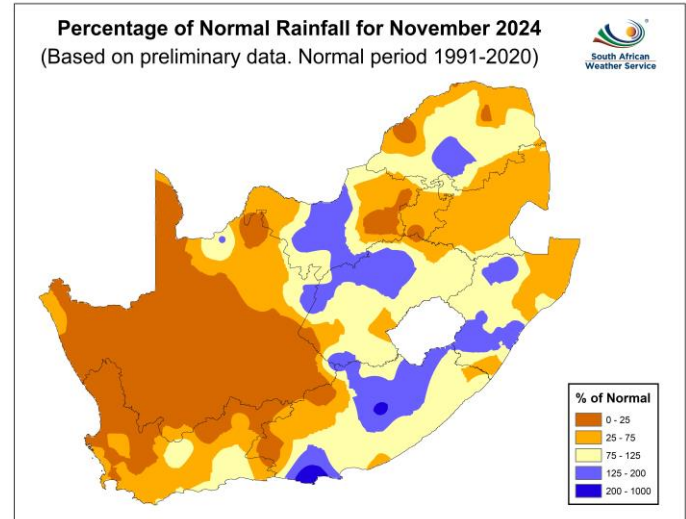 Percentage of Normal Rainfall for November 2024
(Based on preliminary data. Normal period 1991-2020)
South African
Weather Service
% of Normal
0 - 25
25 - 75
75 - 125
125 - 200
200 - 1000